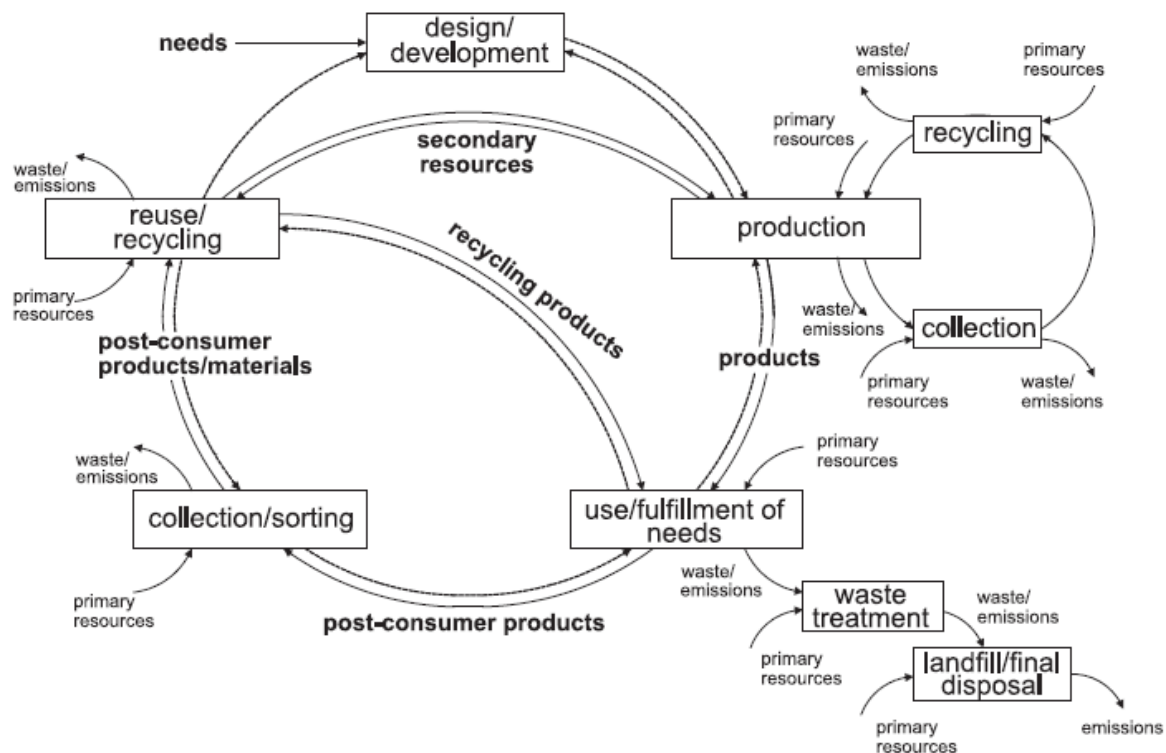 needs
design/
development
waste/
emissions
primary
resources
primary
resources
recycling
secondary
resources
waste/
emissions
reuse/
recycling
production
recycling products
primary
resources
waste/
emissions
collection
post-consumer
products/materials
products
primary
resources
waste/
emissions
waste/
emissions
primary
resources
collection/sorting
use/fulfillment of
needs
primary
resources
waste/
emissions
post-consumer products
waste
treatment
waste/
emissions
primary
resources
landfill/final
disposal
primary
resources
emissions